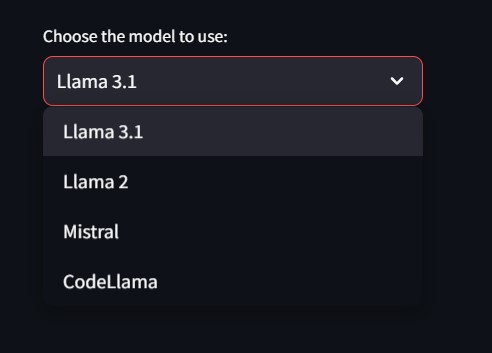 Choose the model to use:
Llama 3.1
Llama 3.1
Llama 2
Mistral
CodeLlama